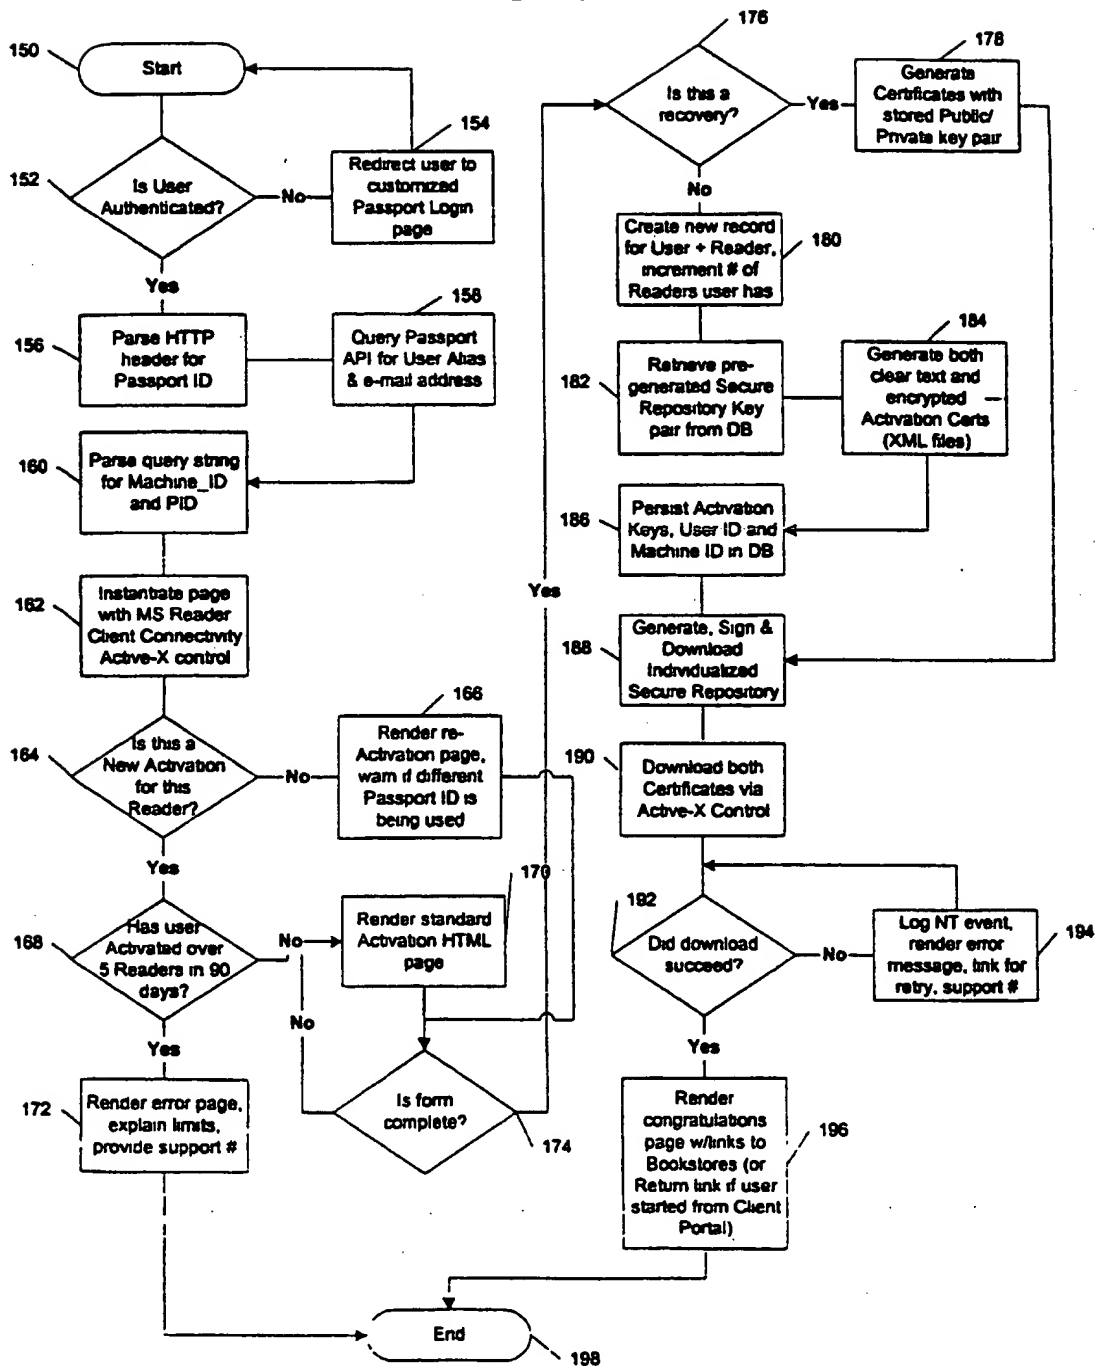 150
Start
154
Redirect user to
customized
Passport Login
page
152
Is User
Authenticated?
No
Yes
158
156
Parse HTTP
header for
Passport ID
Query Passport
API for User Alias
& e-mail address
160
Parse query string
for Machine_ID
and PID
162
Instantiate page
with MS Reader
Client Connectivity
Active-X control
166
164
Is this a
New Activation
for this
Reader?
No
Render re-
Activation page,
warn if different
Passport ID is
being used
Yes
170
168
Has user
Activated over
5 Readers in 90
days?
No
Render standard
Activation HTML
page
No
Yes
172
Render error page,
explain limits,
provide support #
Is form
complete?
174
Yes
176
Is this a
recovery?
Yes
178
Generate
Certificates with
stored Public/
Private key pair
No
Create new record
for User + Reader,
increment # of
Readers user has
180
184
182
Retrieve pre-
generated Secure
Repository Key
pair from DB
Generate both
clear text and
encrypted
Activation Certs
(XML files)
186
Persist Activation
Keys, User ID and
Machine ID in DB
188
Generate, Sign &
Download
Individualized
Secure Repository
190
Download both
Certificates via
Active-X Control
192
Did download
succeed?
No
Log NT event,
render error
message, link for
retry, support #
194
Yes
Render
congratulations
page w/links to
Bookstores (or
Return link if user
started from Client
Portal)
196
End
198